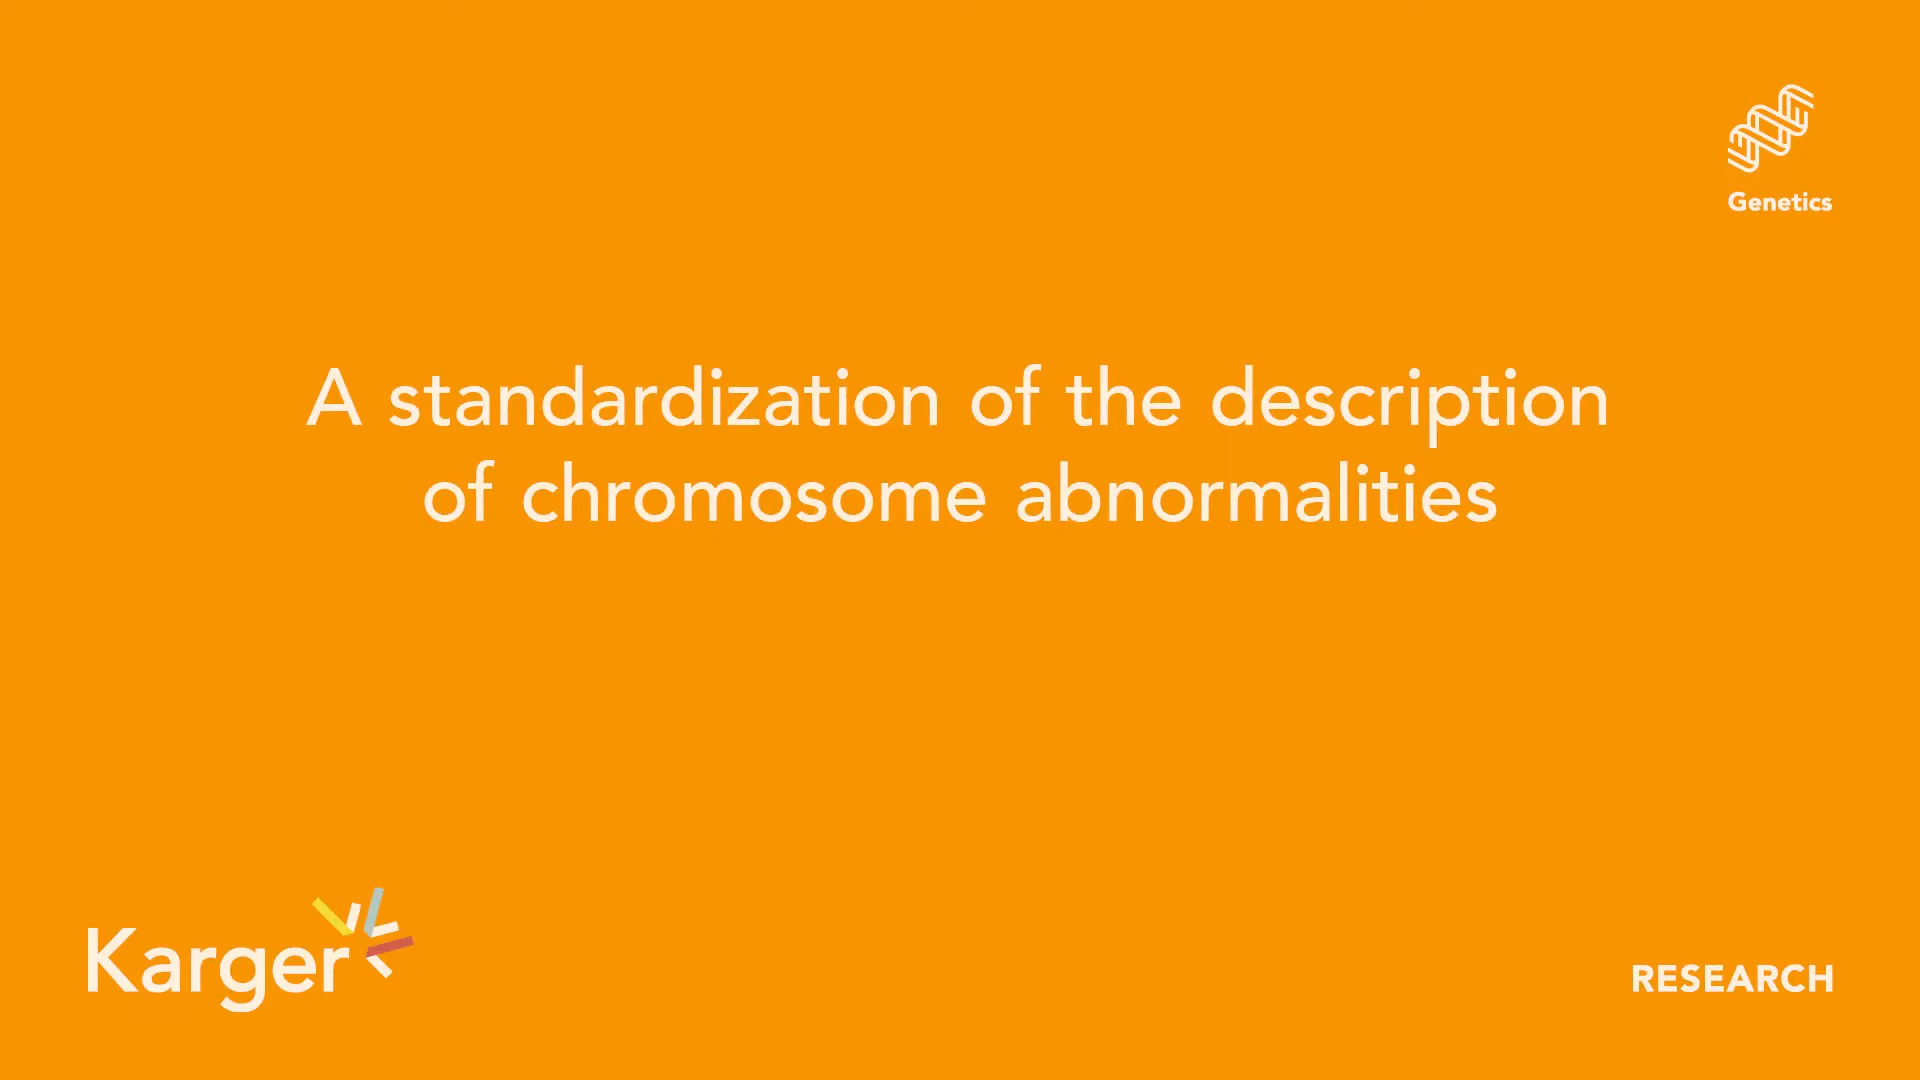 Genetics
A standardization of the description
of chromosome abnormalities
Karger
RESEARCH